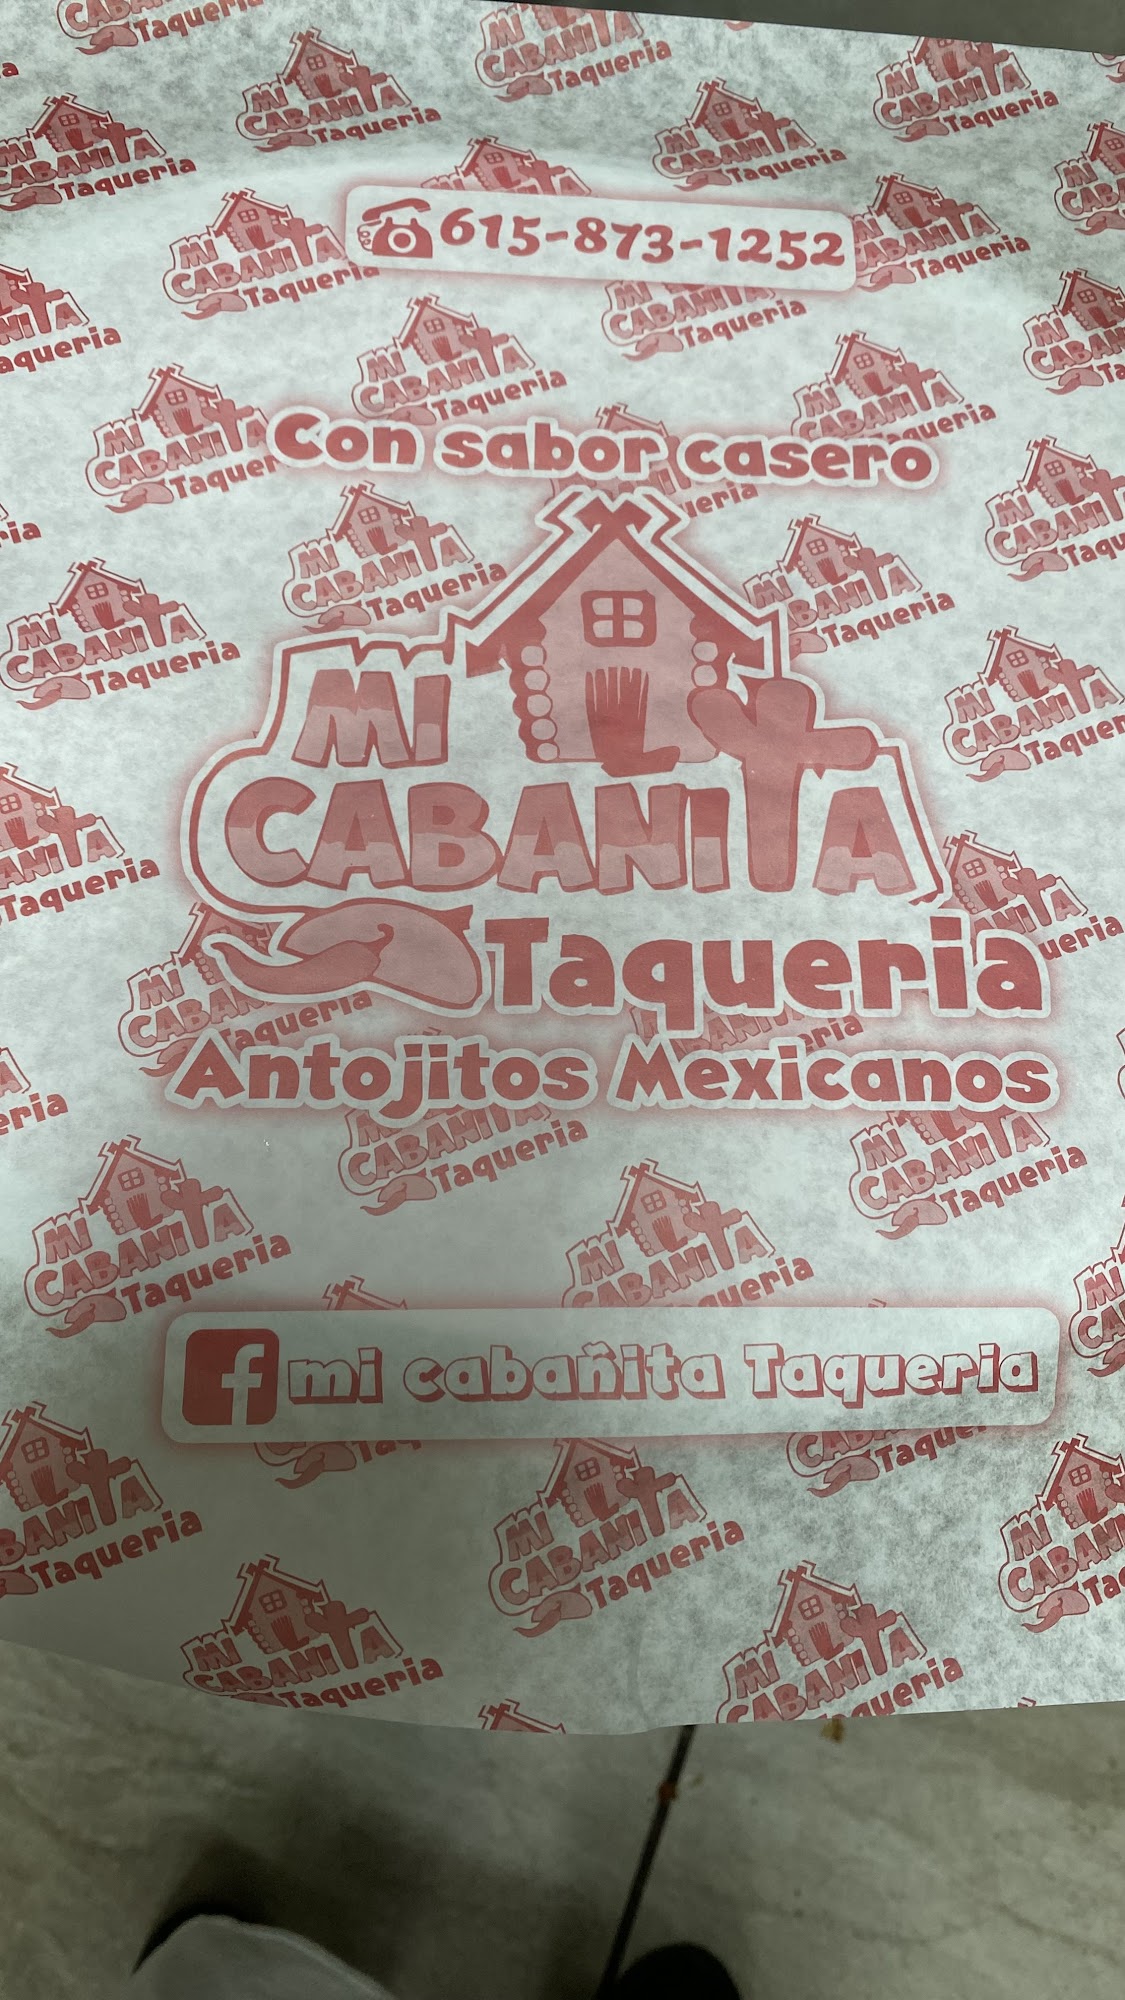 615-873-1252
Con sabor casero
MI
CABANITA
Taqueria
Antojitos Mexicanos
f mi cabañita Taqueria